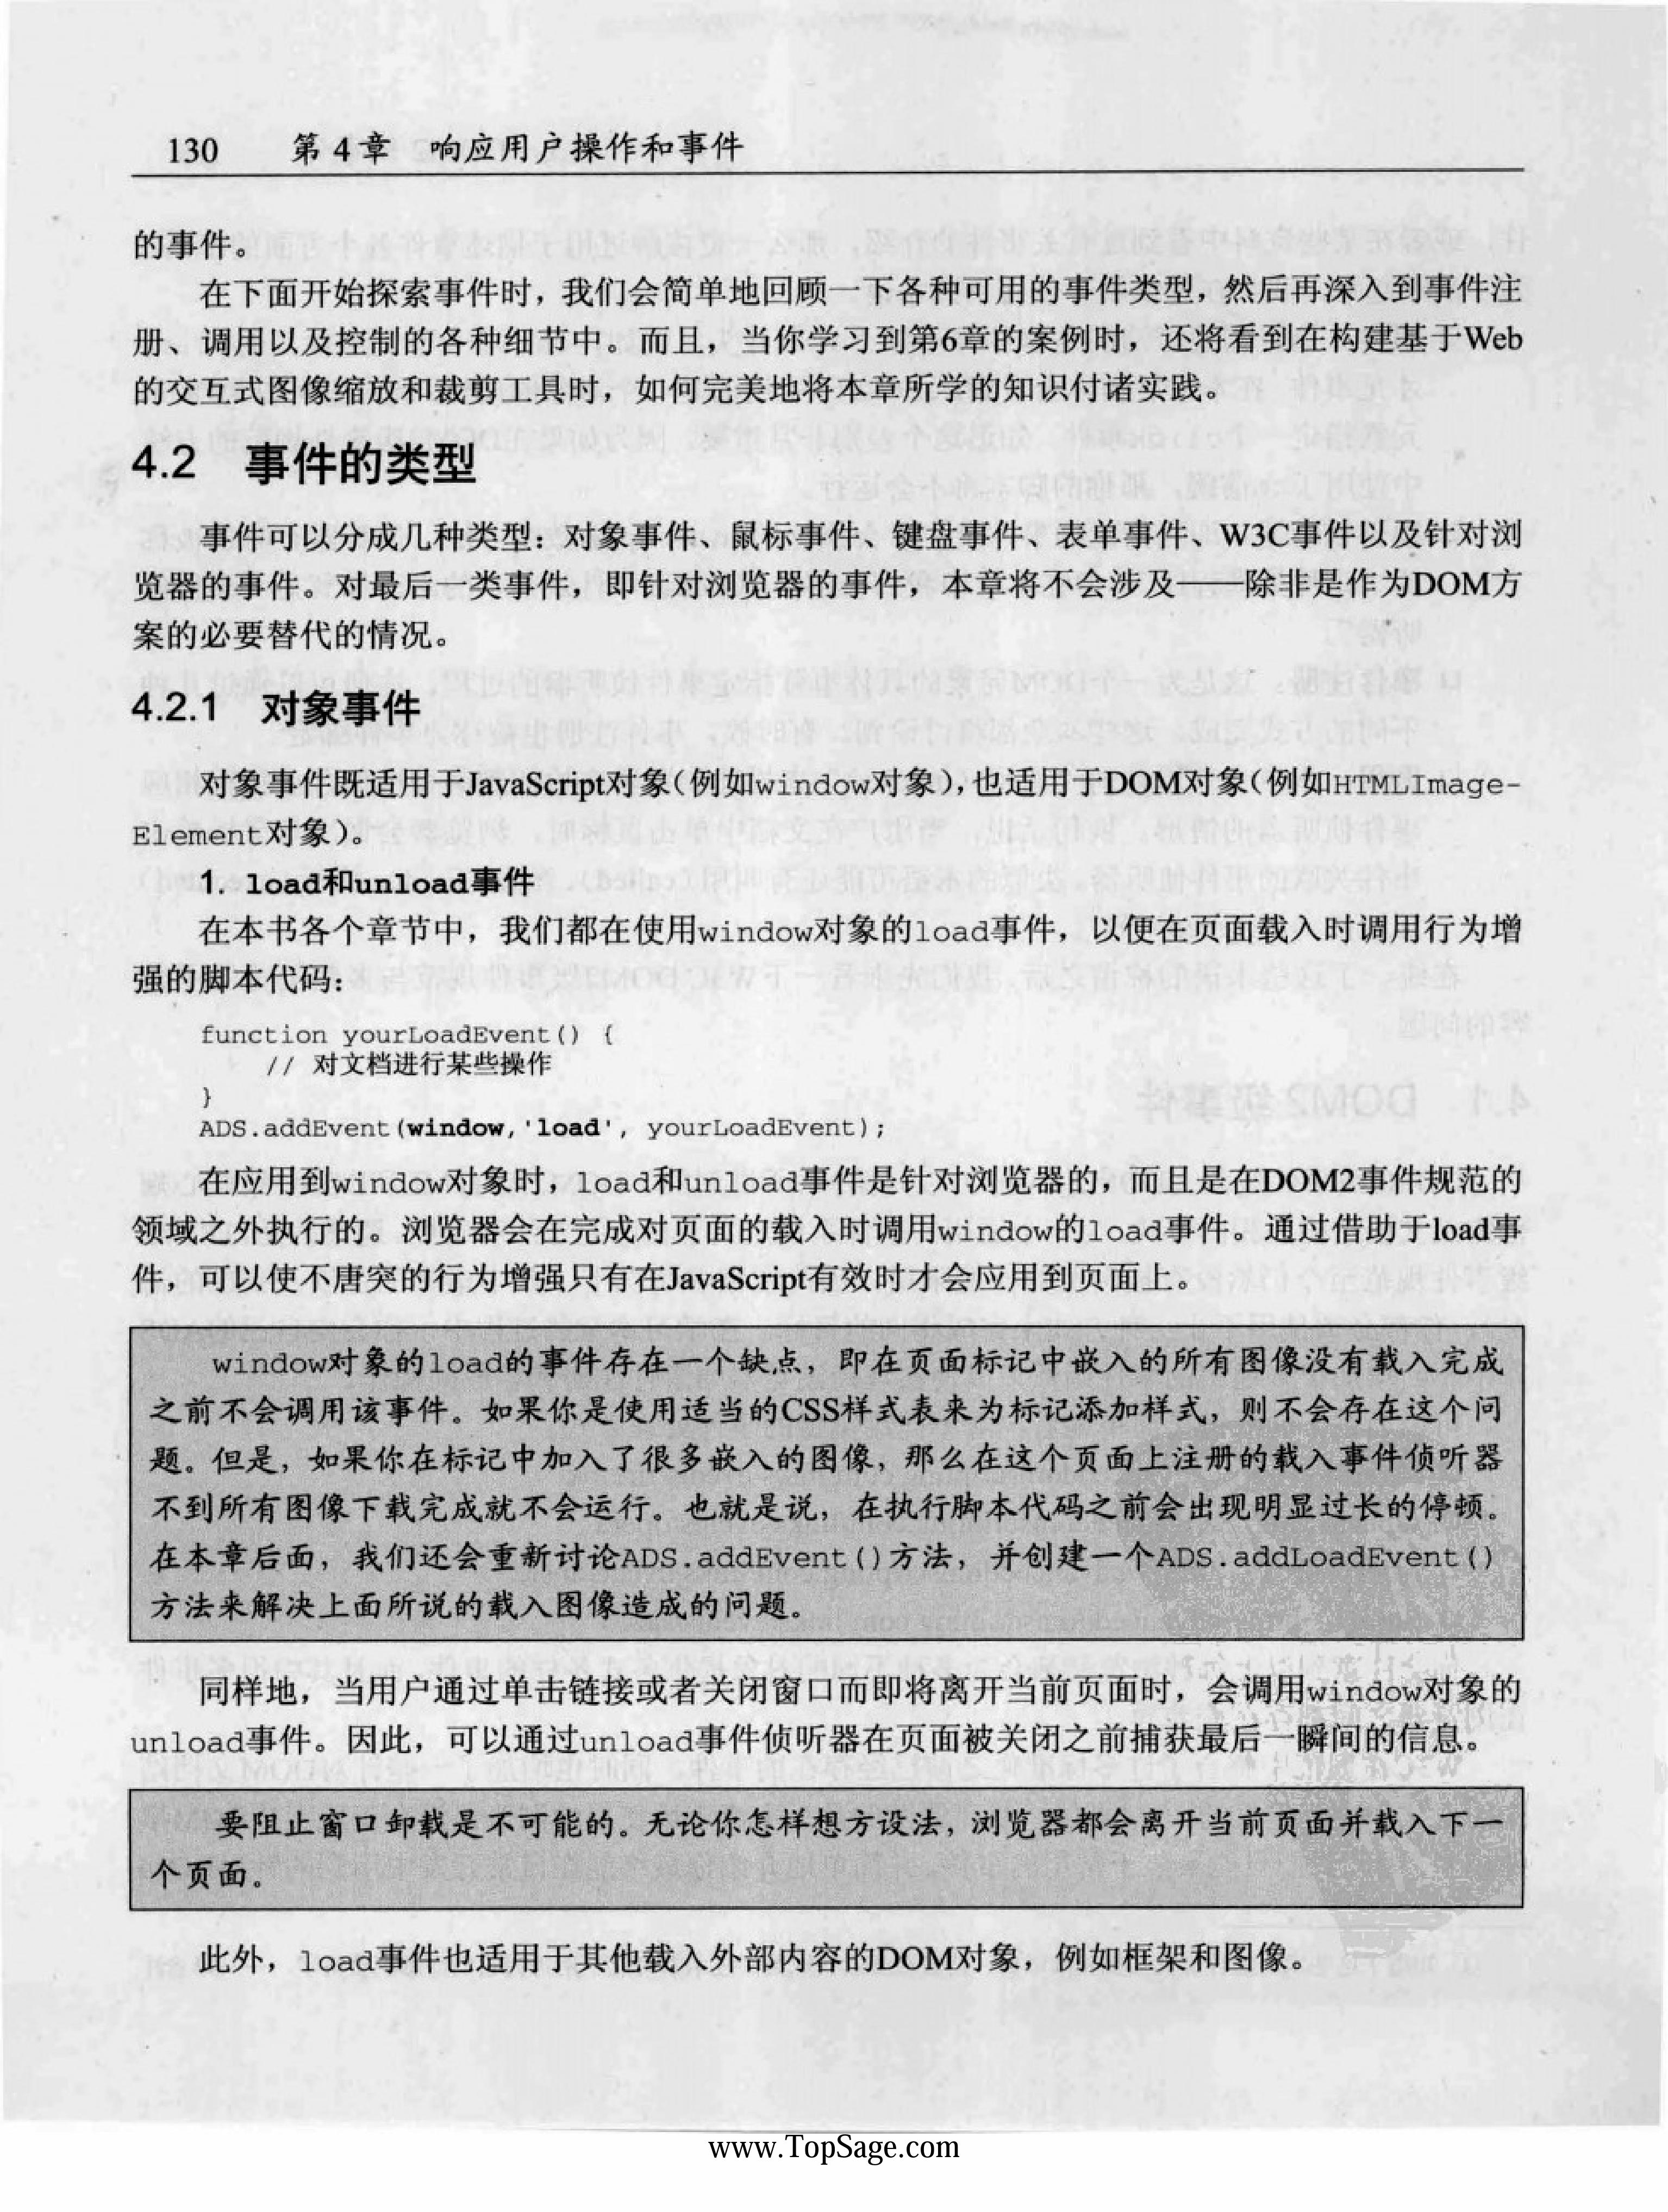 130 第4章 响应用户操作和事件
的事件。
在下面开始探索事件时，我们会简单地回顾一下各种可用的事件类型，然后再深入到事件注
册、调用以及控制的各种细节中。而且，当你学习到第6章的案例时，还将看到在构建基于Web
的交互式图像缩放和裁剪工具时，如何完美地将本章所学的知识付诸实践。
4.2 事件的类型
事件可以分成几种类型：对象事件、鼠标事件、键盘事件、表单事件、W3C事件以及针对浏
览器的事件。对最后一类事件，即针对浏览器的事件，本章将不会涉及——除非是作为DOM方
案的必要替代的情况。
4.2.1 对象事件
对象事件既适用于JavaScript对象（例如window对象），也适用于DOM对象（例如HTMLImage-
Element对象）。
1. load和unload事件
在本书各个章节中，我们都在使用window对象的load事件，以便在页面载入时调用行为增
强的脚本代码：
function yourLoadEvent() {
// 对文档进行某些操作
}
ADS.addEvent(window,'load', yourLoadEvent);
在应用到window对象时，load和unload事件是针对浏览器的，而且是在DOM2事件规范的
领域之外执行的。浏览器会在完成对页面的载入时调用window的load事件。通过借助于load事
件，可以使不唐突的行为增强只有在JavaScript有效时才会应用到页面上。
window对象的load的事件存在一个缺点，即在页面标记中嵌入的所有图像没有载入完成
之前不会调用该事件。如果你是使用适当的CSS样式表来为标记添加样式，则不会存在这个问
题。但是，如果你在标记中加入了很多嵌入的图像，那么在这个页面上注册的载入事件侦听器
不到所有图像下载完成就不会运行。也就是说，在执行脚本代码之前会出现明显过长的停顿。
在本章后面，我们还会重新讨论ADS.addEvent()方法，并创建一个ADS.addLoadEvent()
方法来解决上面所说的载入图像造成的问题。
同样地，当用户通过单击链接或者关闭窗口而即将离开当前页面时，会调用window对象的
unload事件。因此，可以通过unload事件侦听器在页面被关闭之前捕获最后一瞬间的信息。
要阻止窗口卸载是不可能的。无论你怎样想方设法，浏览器都会离开当前页面并载入下一
个页面。
此外，load事件也适用于其他载入外部内容的DOM对象，例如框架和图像。
www.TopSage.com